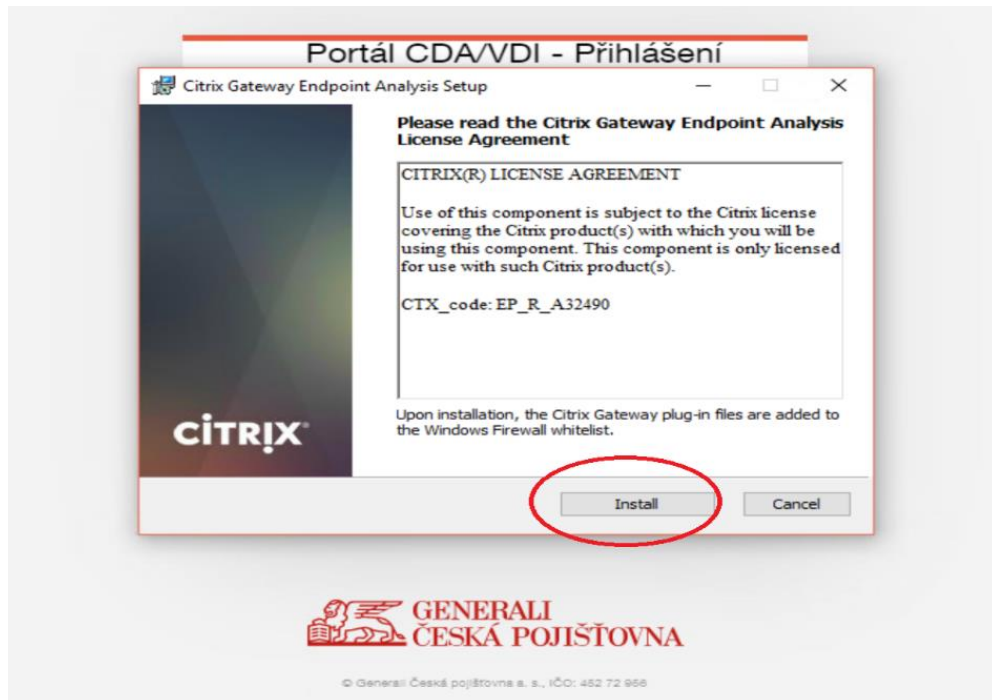 Portál CDA/VDI - Přihlášení
Citrix Gateway Endpoint Analysis Setup
Please read the Citrix Gateway Endpoint Analysis
License Agreement
CITRIX(R) LICENSE AGREEMENT
Use of this component is subject to the Citrix license
covering the Citrix product(s) with which you will be
using this component. This component is only licensed
for use with such Citrix product(s).
CTX_code: EP_R_A32490
Upon installation, the Citrix Gateway plug-in files are added to
the Windows Firewall whitelist.
CITRIX
Install
Cancel
GENERALI
ČESKÁ POJIŠŤOVNA
© Generali Česká pojišťovna a. s., IČO: 452 72 956